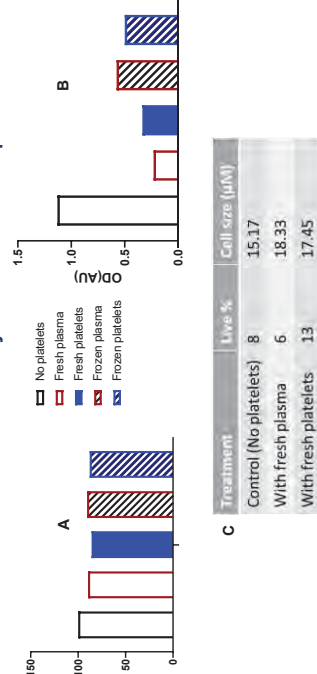 A
150
100
50
0
No platelets
Fresh plasma
Fresh platelets
Frozen plasma
Frozen platelets
B
OD(AU)
1.5
1.0
0.5
0.0
C
Treatment Live % Cell size (µM)
Control (No platelets) 8 15.17
With fresh plasma 6 18.33
With fresh platelets 13 17.45